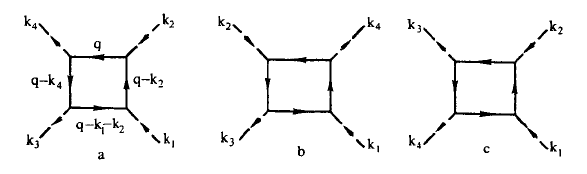 k₄ q k₂
q–k₄ q–k₂
k₃ q–k₁–k₂ k₁
a
k₂ k₄
k₃ k₁
b
k₃ k₂
k₄ k₁
c